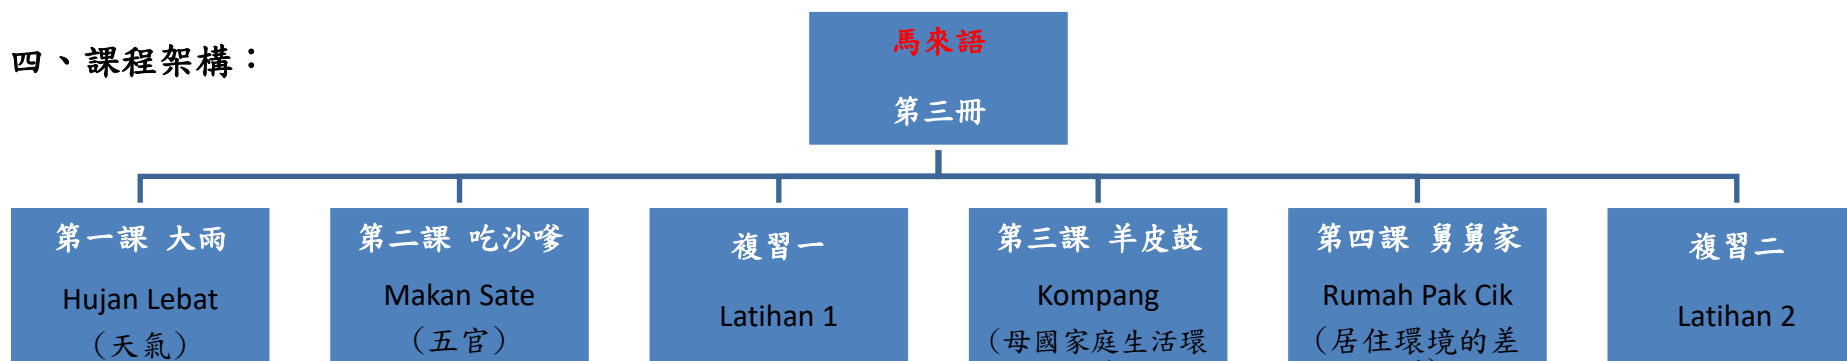 四、課程架構：
馬來語
第三冊
第一課 大雨
Hujan Lebat
（天氣）
第二課 吃沙嗲
Makan Sate
（五官）
複習一
Latihan 1
第三課 羊皮鼓
Kompang
（母國家庭生活環
第四課 舅舅家
Rumah Pak Cik
（居住環境的差
複習二
Latihan 2